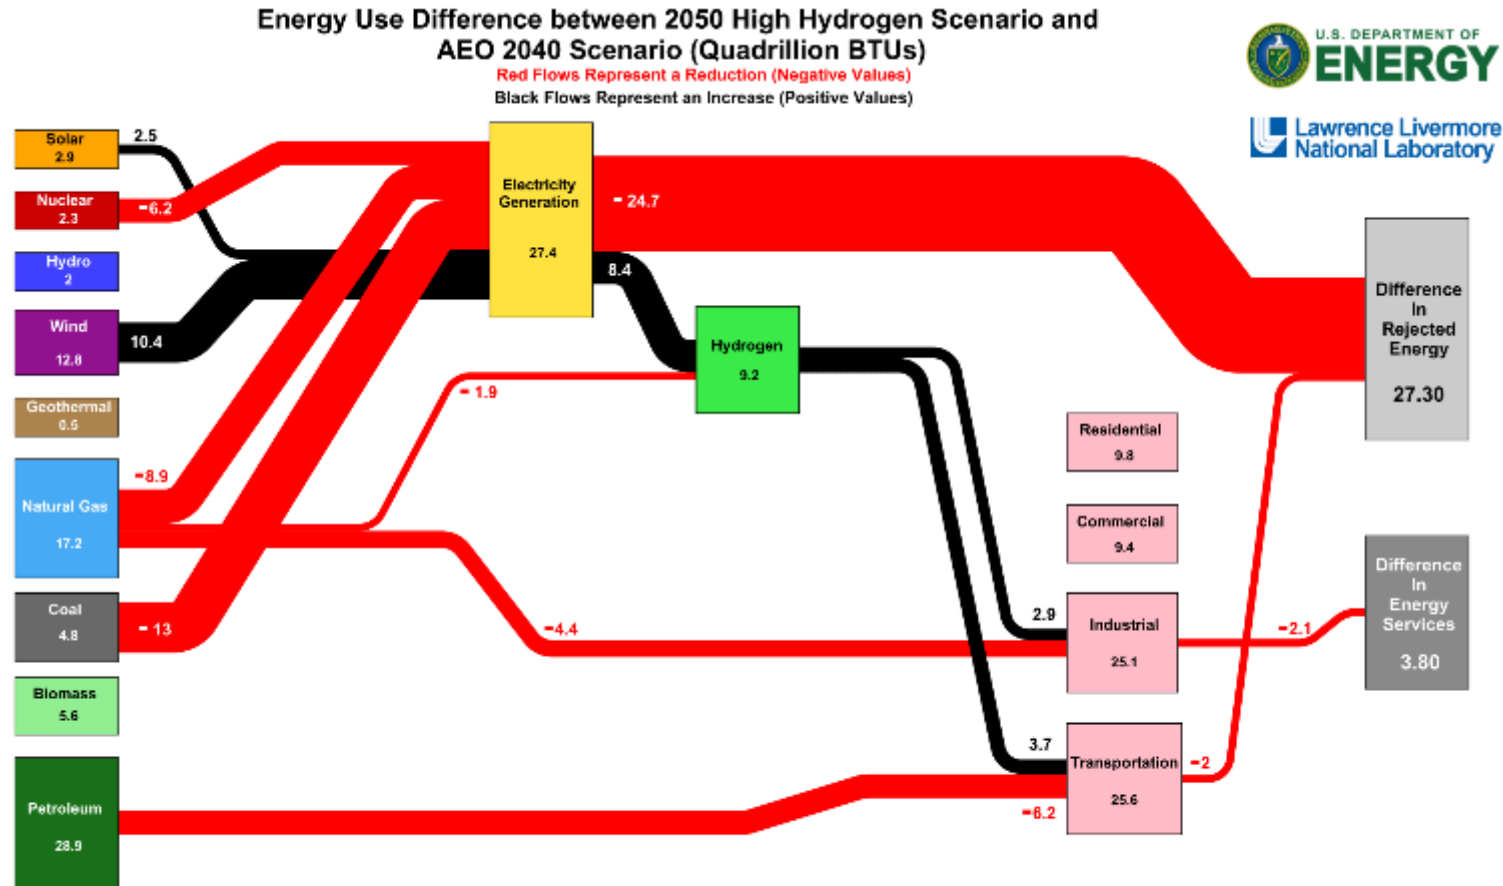 Energy Use Difference between 2050 High Hydrogen Scenario and
AEO 2040 Scenario (Quadrillion BTUs)
Red Flows Represent a Reduction (Negative Values)
Black Flows Represent an Increase (Positive Values)
U.S. DEPARTMENT OF
ENERGY
Lawrence Livermore
National Laboratory
Solar
2.9
2.5
Nuclear
2.3
-6.2
Hydro
2
Wind
12.8
10.4
Geothermal
0.5
Natural Gas
17.2
-8.9
Coal
4.8
- 13
Biomass
5.6
Petroleum
28.9
Electricity
Generation
27.4
- 24.7
8.4
Hydrogen
9.2
- 1.9
-4.4
Residential
9.8
Commercial
9.4
2.9
Industrial
25.1
-2.1
3.7
Transportation
25.6
-2
-6.2
Difference
In
Rejected
Energy
27.30
Difference
In
Energy
Services
3.80